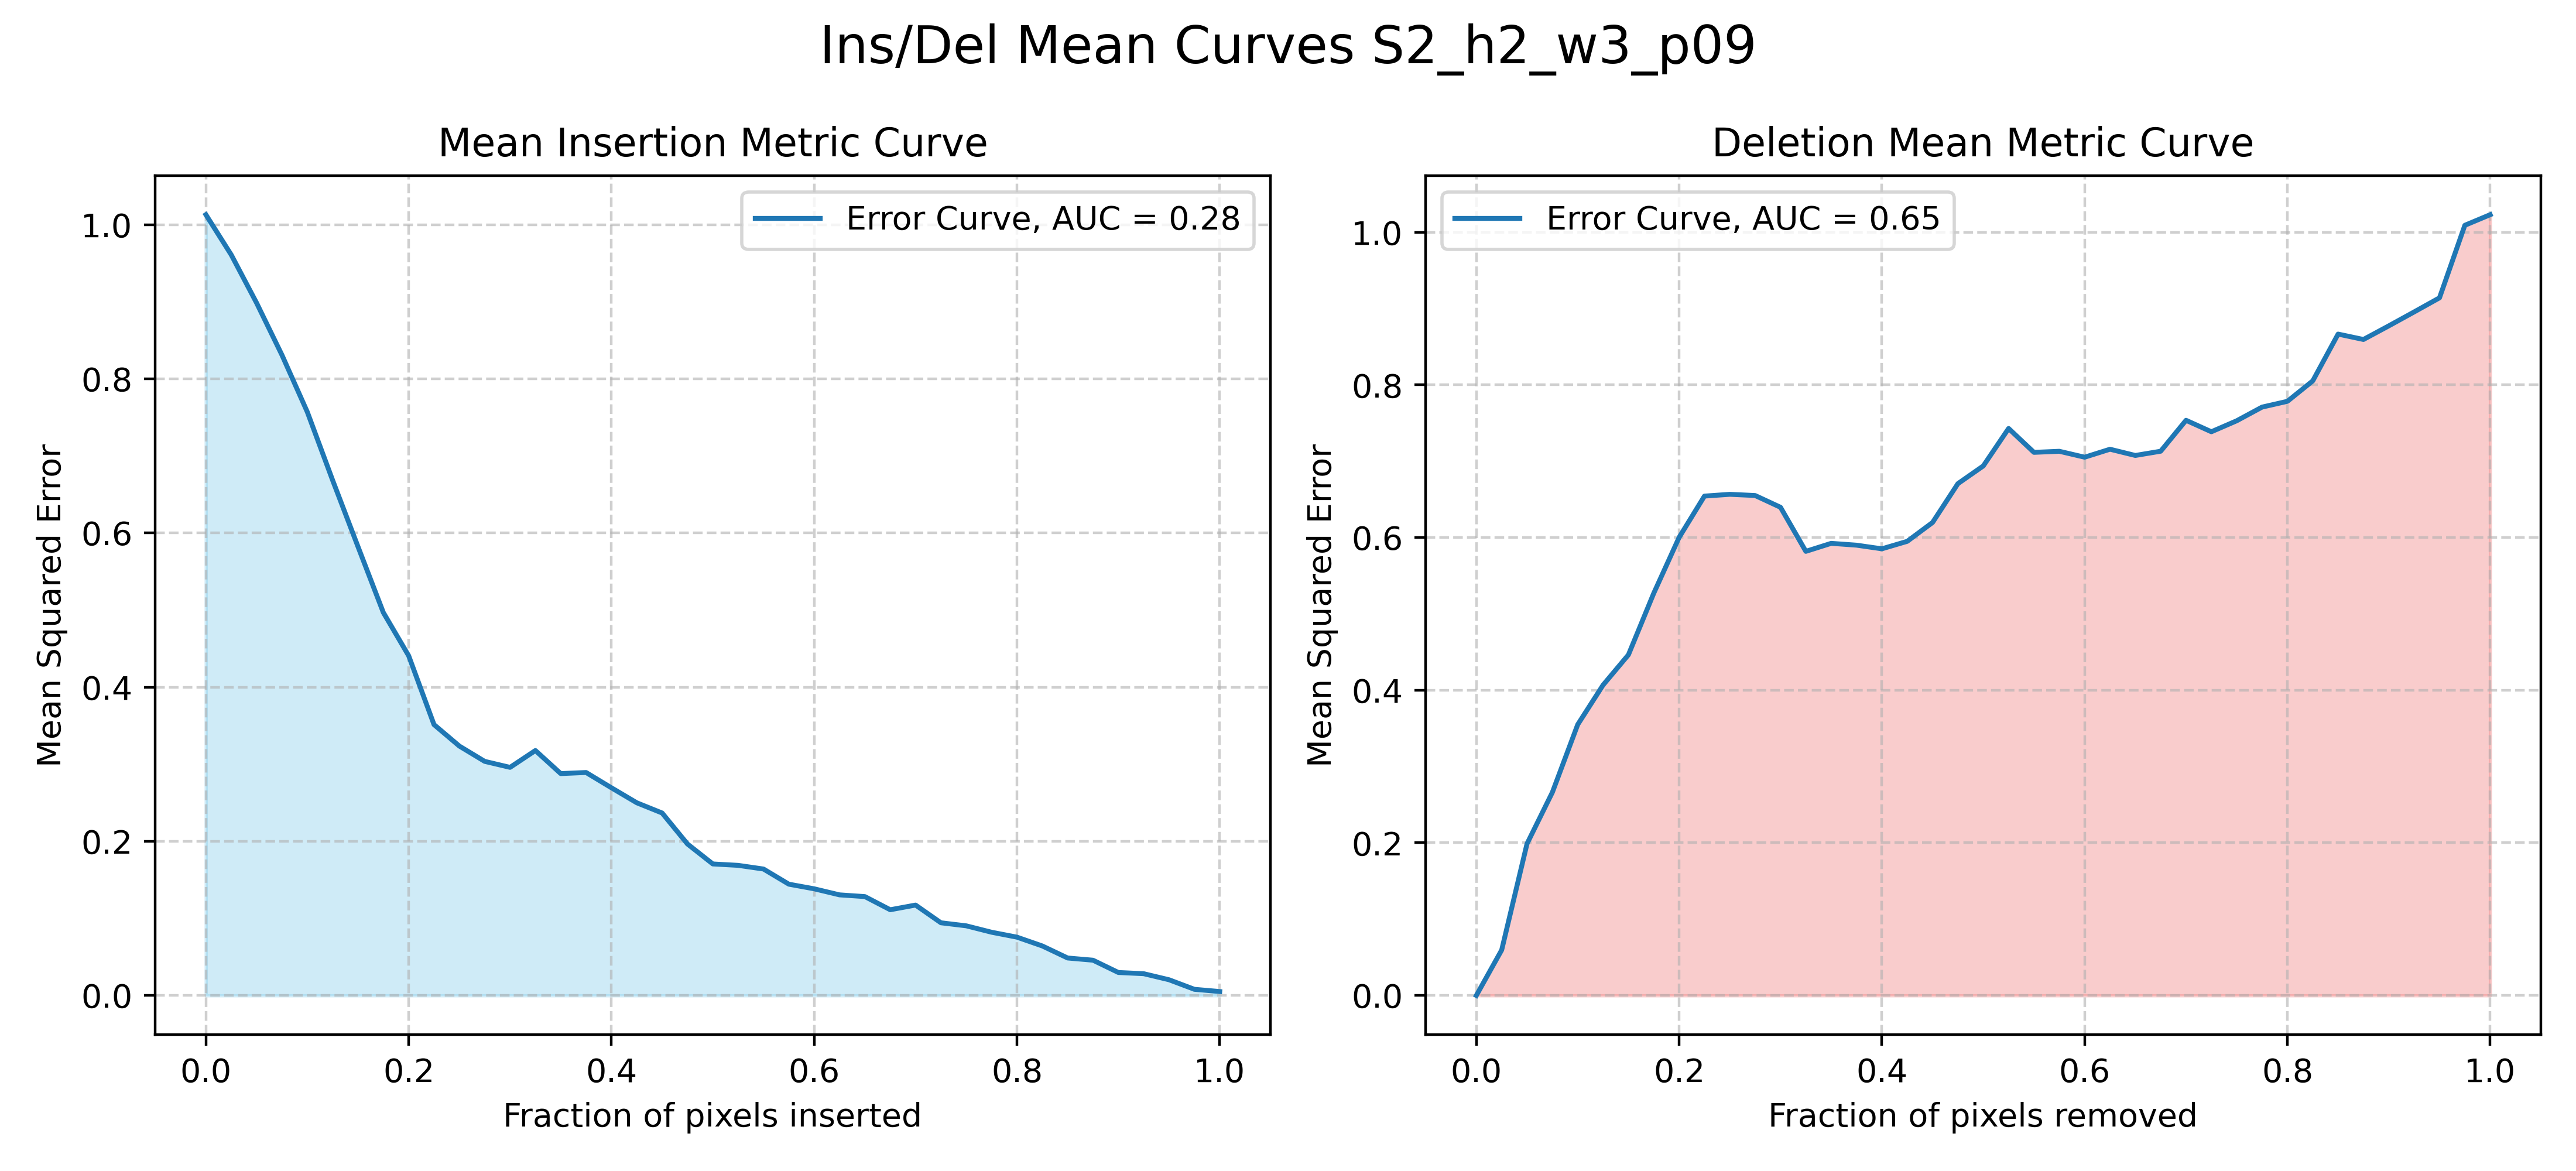 Ins/Del Mean Curves S2_h2_w3_p09
Mean Insertion Metric Curve
Error Curve, AUC = 0.28
Mean Squared Error
1.0
0.8
0.6
0.4
0.2
0.0
0.0 0.2 0.4 0.6 0.8 1.0
Fraction of pixels inserted
Deletion Mean Metric Curve
Error Curve, AUC = 0.65
Mean Squared Error
1.0
0.8
0.6
0.4
0.2
0.0
0.0 0.2 0.4 0.6 0.8 1.0
Fraction of pixels removed